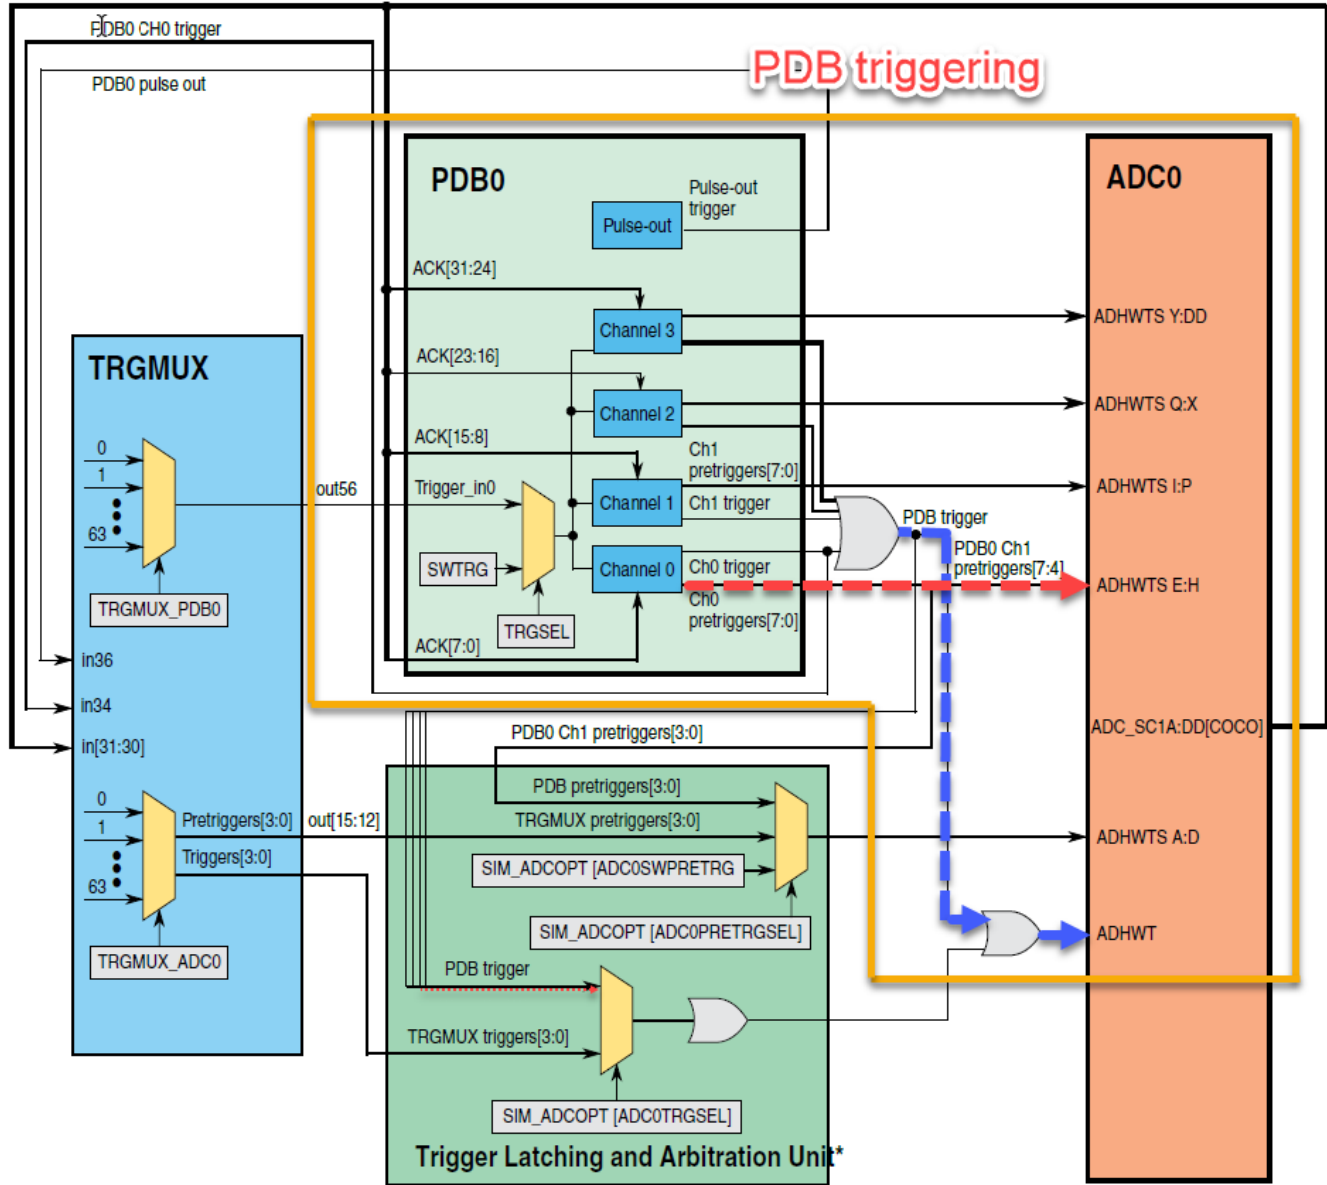 PDB0 CH0 trigger
PDB triggering
PDB0 pulse out
PDB0
Pulse-out
trigger
Pulse-out
ADC0
ACK[31:24]
Channel 3
ADHWTS Y:DD
TRGMUX
ACK[23:16]
Channel 2
ADHWTS Q:X
ACK[15:8]
Ch1
pretriggers[7:0]
0
1
63
out56
Trigger_in0
Channel 1
Ch1 trigger
ADHWTS I:P
PDB trigger
SWTRG
Channel 0
Ch0 trigger
PDB0 Ch1
pretriggers[7:4]
ADHWTS E:H
Ch0
pretriggers[7:0]
TRGMUX_PDB0
TRGSEL
ACK[7:0]
in36
in34
in[31:30]
PDB0 Ch1 pretriggers[3:0]
ADC_SC1A:DD[COCO]
0
1
63
Pretriggers[3:0]
out[15:12]
Triggers[3:0]
PDB pretriggers[3:0]
TRGMUX pretriggers[3:0]
ADHWTS A:D
SIM_ADCOPT [ADC0SWPRETRG
SIM_ADCOPT [ADC0PRETRGSEL]
ADHWT
TRGMUX_ADC0
PDB trigger
TRGMUX triggers[3:0]
SIM_ADCOPT [ADC0TRGSEL]
Trigger Latching and Arbitration Unit*